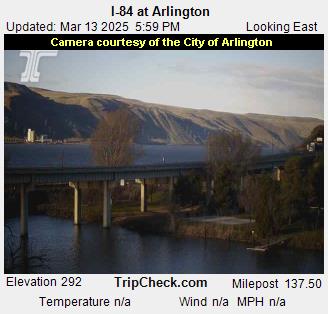 I-84 at Arlington
Updated: Mar 13 2025 5:59 PM Looking East
Camera courtesy of the City of Arlington
Elevation 292 TripCheck.com Milepost 137.50
Temperature n/a Wind n/a MPH n/a